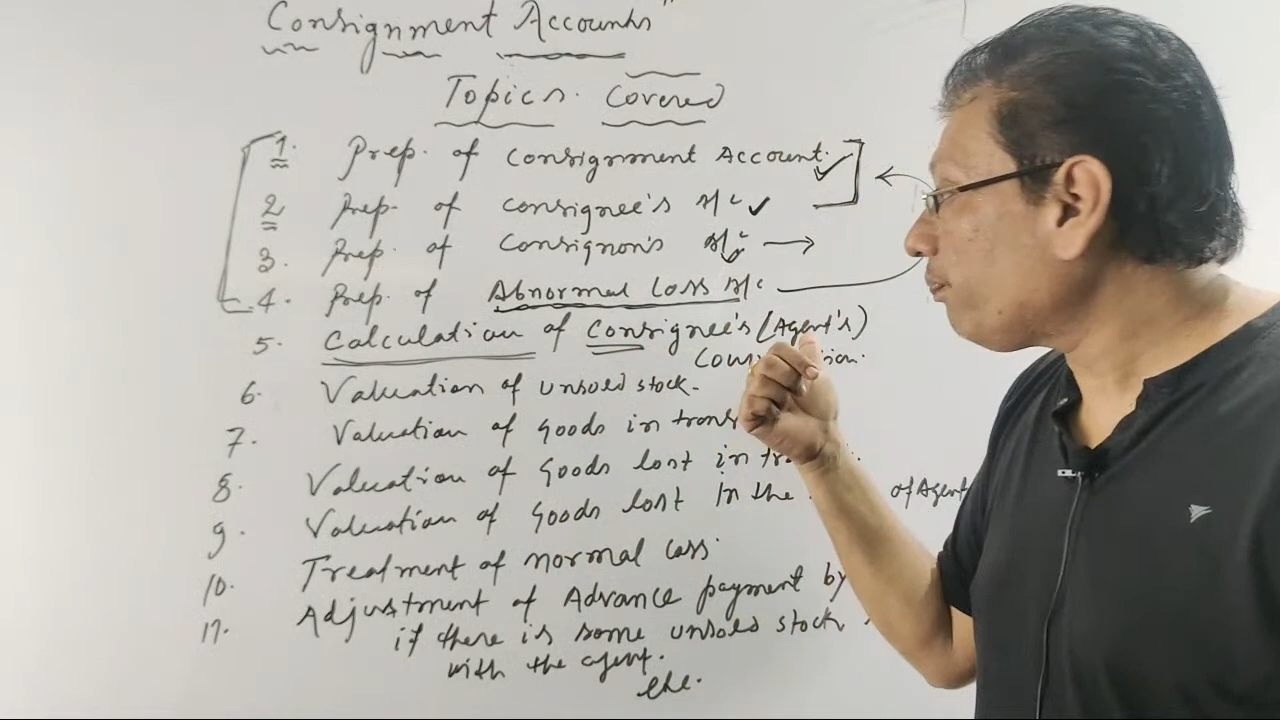 Consignment Accounts"
Topics Covered
1. Prep. of Consignment Account.
2 Prep. of Consignee's A/c
3. Prep. of Consignor's A/c
4. Prep. of Abnormal Loss A/c
5. Calculation of Consignee's (Agent's)
6. Valuation of unsold stock.
7. Valuation of Goods in
8. Valuation of Goods lost in
9. Valuation of Goods lost in the of Agent
10. Treatment of normal loss.
11. Adjustment of Advance payment by
if there is some unsold stock
with the agent.
etc.